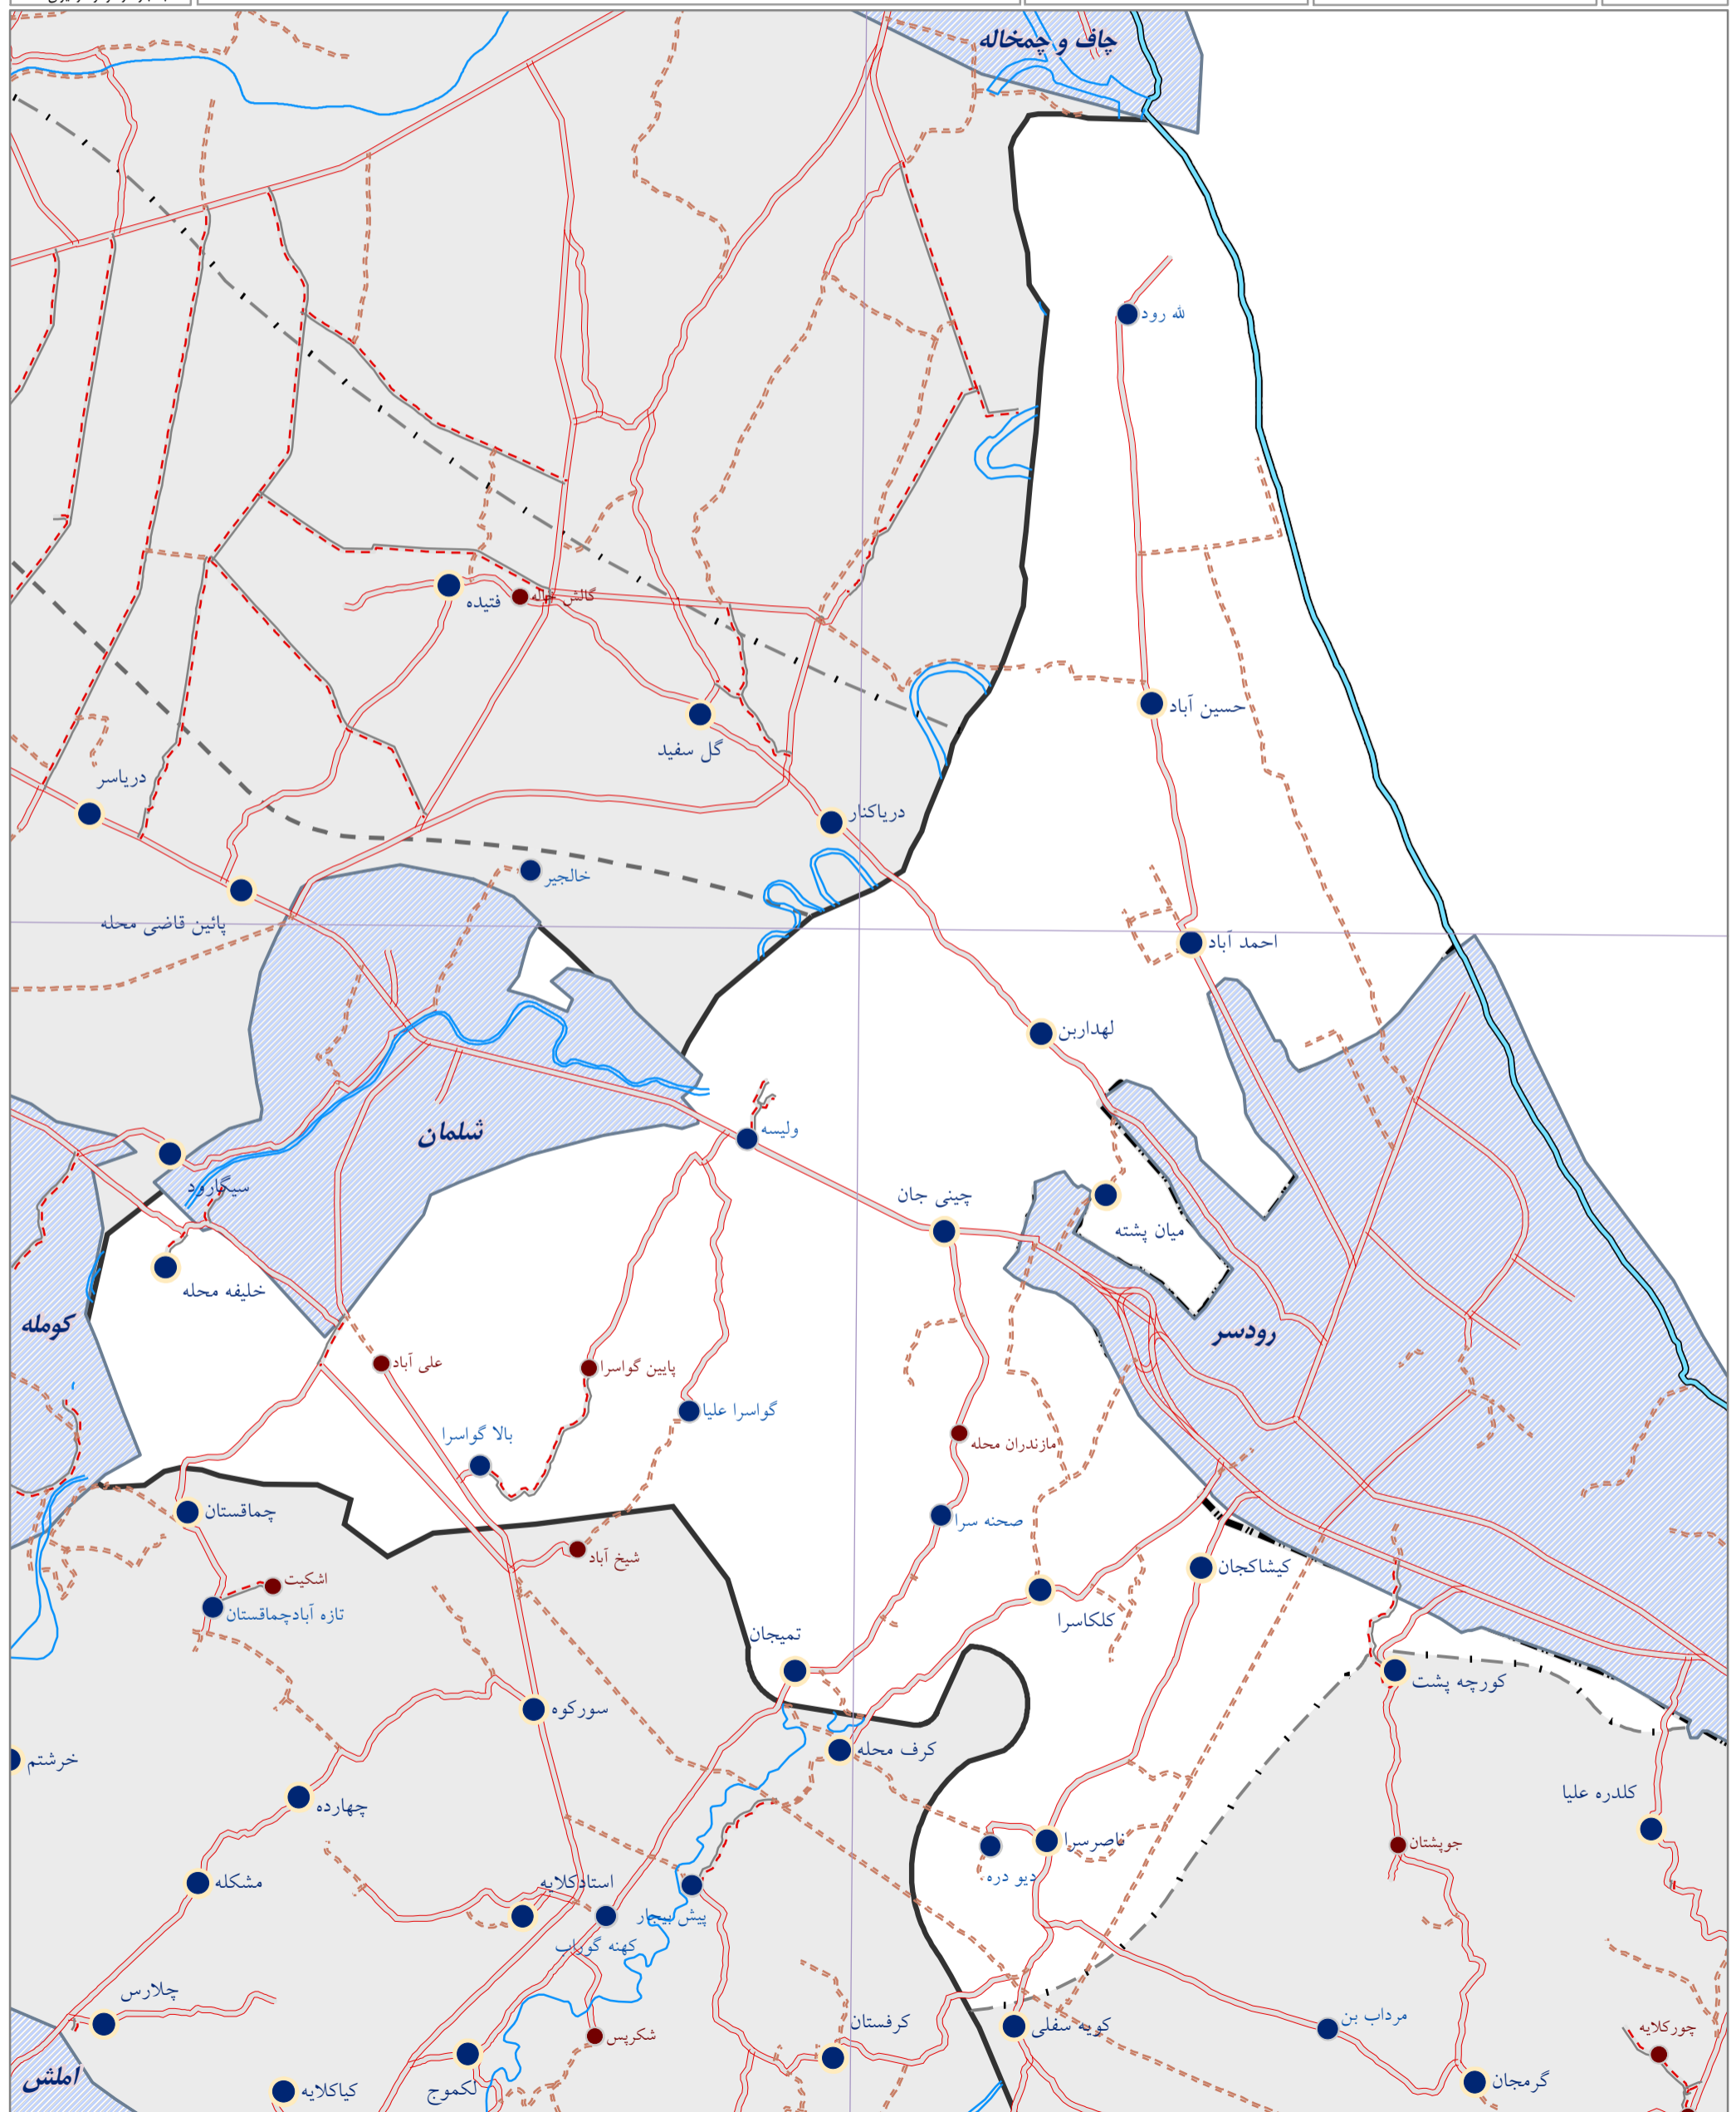 چاف و چمخاله
لله رود
فتیده
گالش محله
حسین آباد
گل سفید
دریاسر
دریاکنار
خالجیر
پائین قاضی محله
احمد آباد
لهداربن
ولیسه
شلمان
سیگارود
چینی جان
میان پشته
خلیفه محله
کومله
رودسر
علی آباد
پایین گواسرا
گواسرا علیا
بالا گواسرا
مازندران محله
چماقستان
صحنه سرا
شیخ آباد
کیشاکجان
اشکیت
تازه آبادچماقستان
کلکاسرا
تمیجان
کورچه پشت
سورکوه
کرف محله
خرشتم
کلدره علیا
چهارده
ناصرسرا
جوپشتان
دیو دره
مشکله
استادکلایه
پیش بیجار
کهنه گوراب
چلارس
کرفستان
کویه سفلی
مرداب بن
شکرپس
چورکلایه
املش
کیاکلایه
لکموج
گرمجان